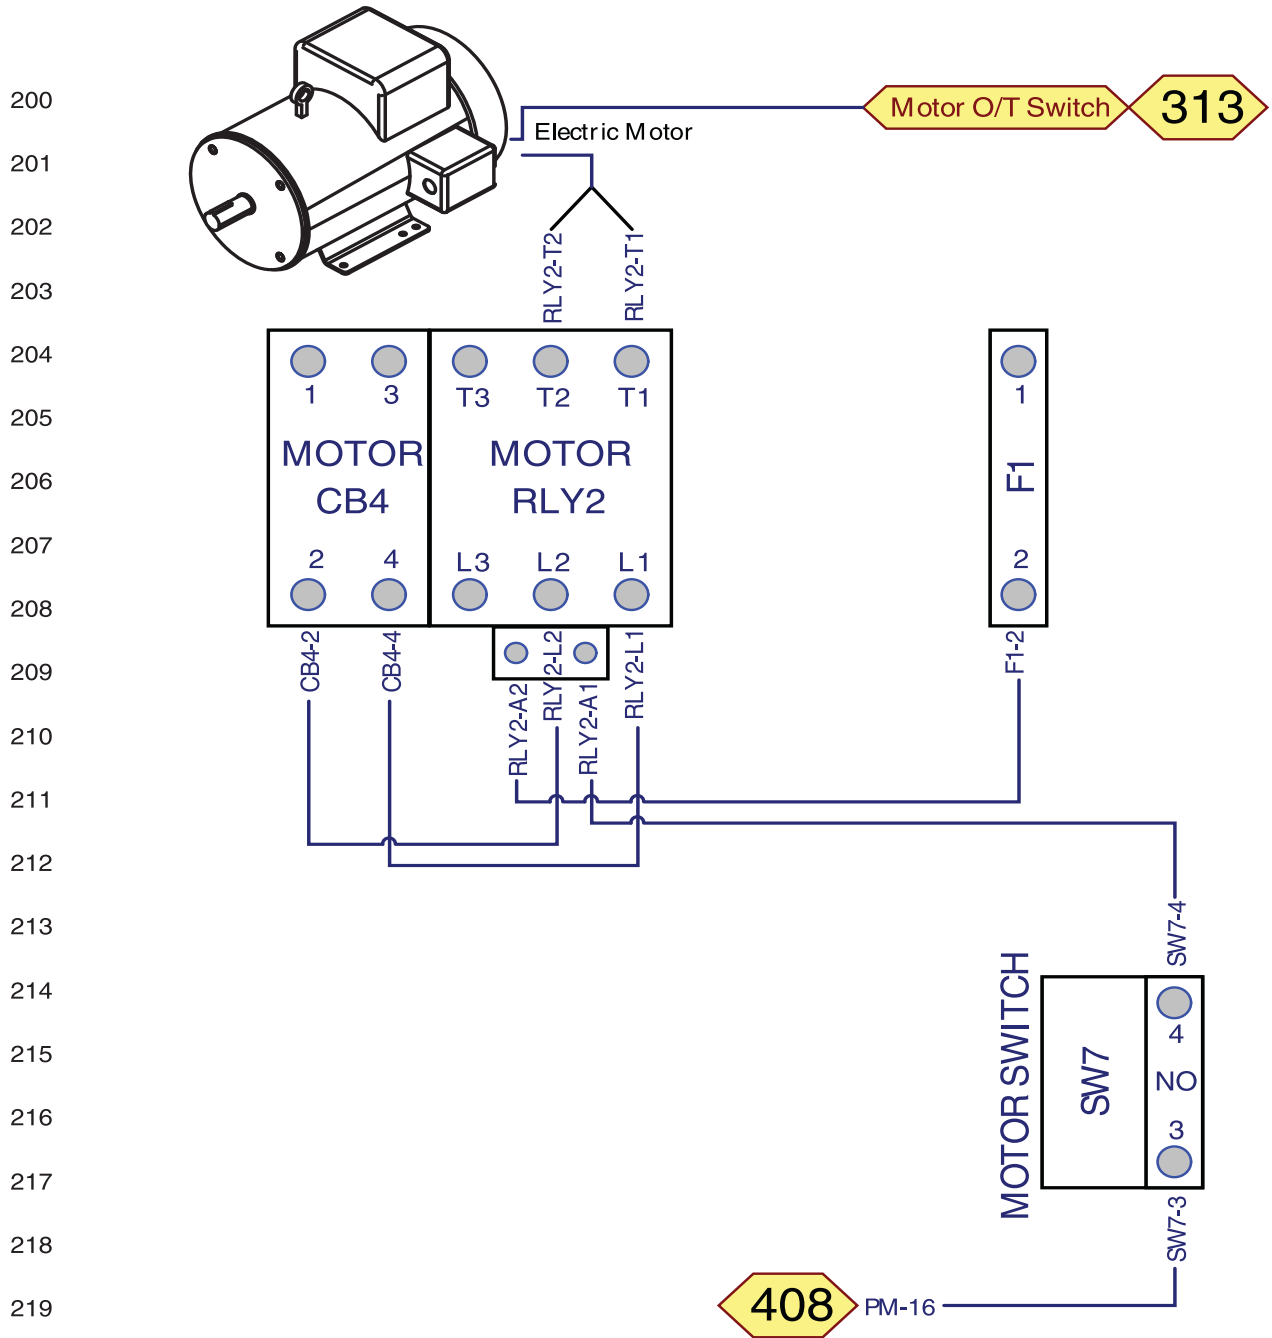 200
Motor O/T Switch 313
Electric Motor
201
202
RLY2-T2
RLY2-T1
203
204
1 3 T3 T2 T1 1
205
MOTOR
CB4
MOTOR
RLY2
F1
206
207
2 4 L3 L2 L1 2
208
CB4-2
CB4-4
RLY2-A2
RLY2-L2
RLY2-A1
RLY2-L1
F1-2
209
210
211
212
213
SW7-4
214
MOTOR SWITCH
SW7
4
NO
3
215
216
217
SW7-3
218
219
408 PM-16